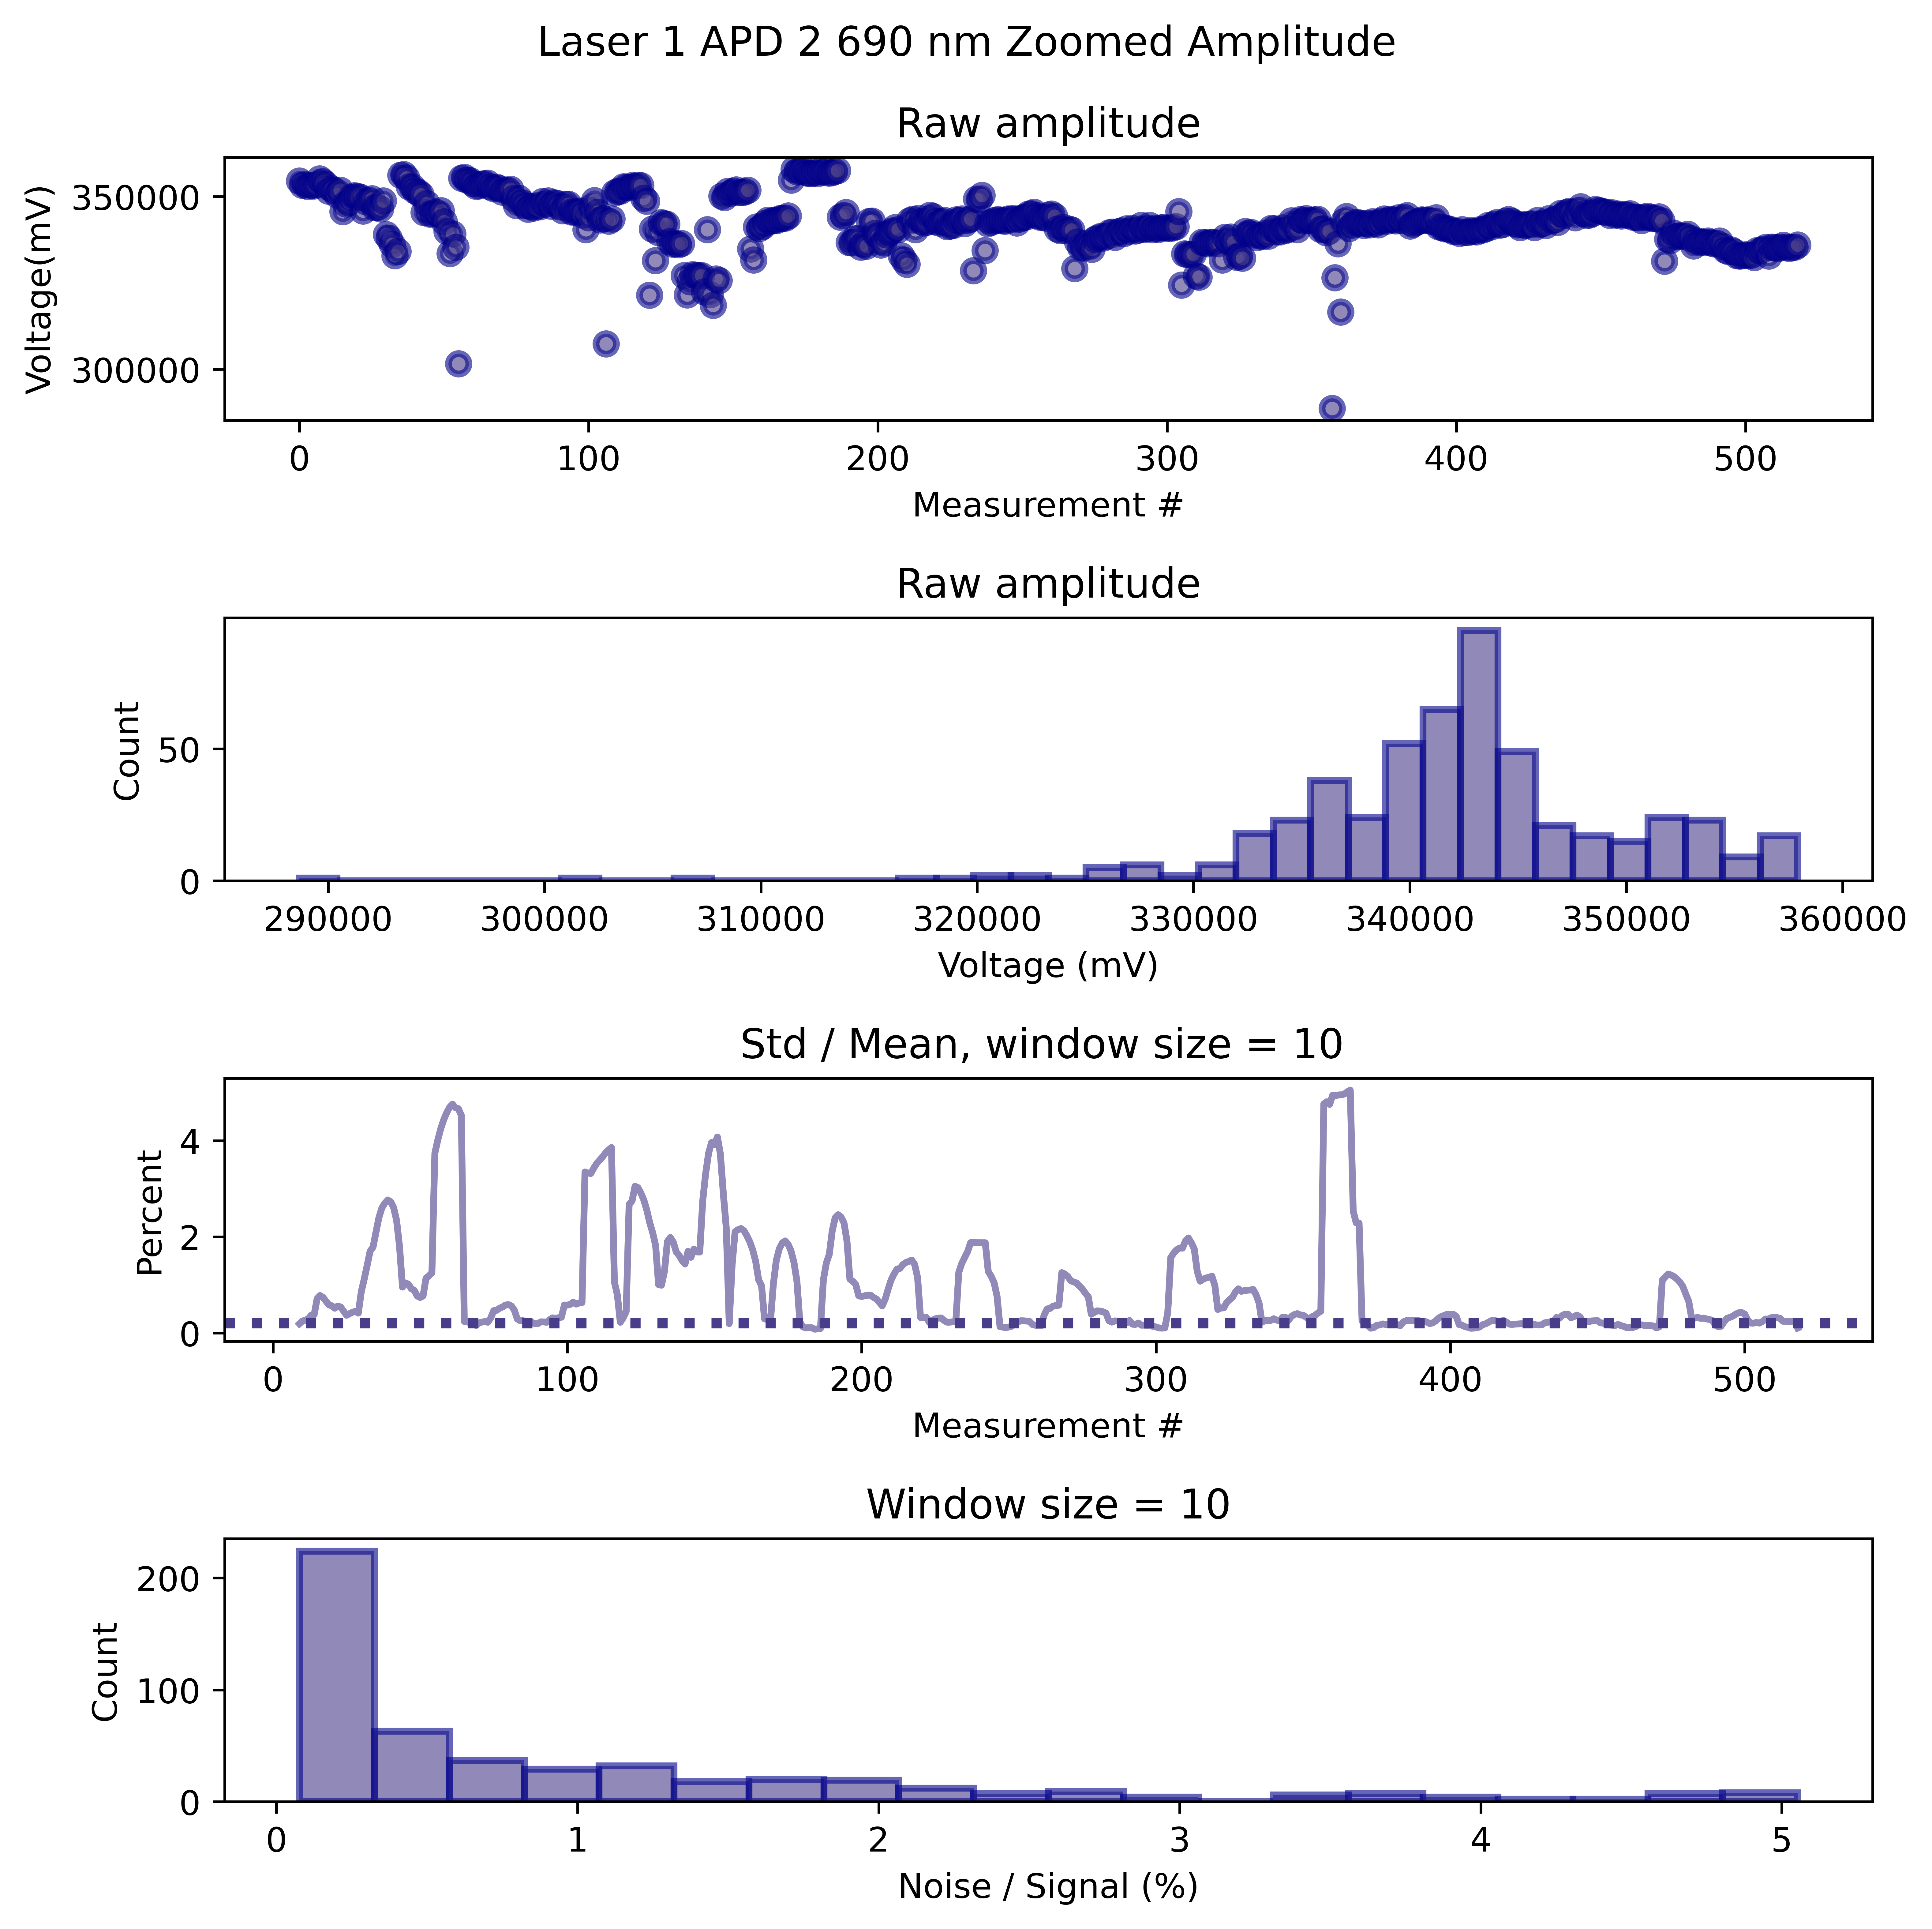 Laser 1 APD 2 690 nm Zoomed Amplitude
Raw amplitude
Voltage(mV)
350000
300000
0 100 200 300 400 500
Measurement #
Raw amplitude
Count
50
0
290000 300000 310000 320000 330000 340000 350000 360000
Voltage (mV)
Std / Mean, window size = 10
Percent
4
2
0
0 100 200 300 400 500
Measurement #
Window size = 10
Count
200
100
0
0 1 2 3 4 5
Noise / Signal (%)